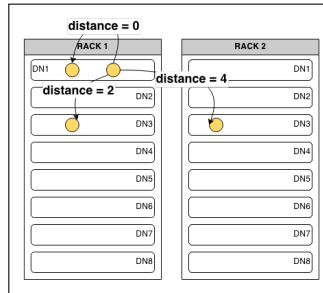 distance = 0
RACK 1
RACK 2
DN1
DN1
distance = 4
distance = 2
DN2
DN2
DN3
DN3
DN4
DN4
DN5
DN5
DN6
DN6
DN7
DN7
DN8
DN8